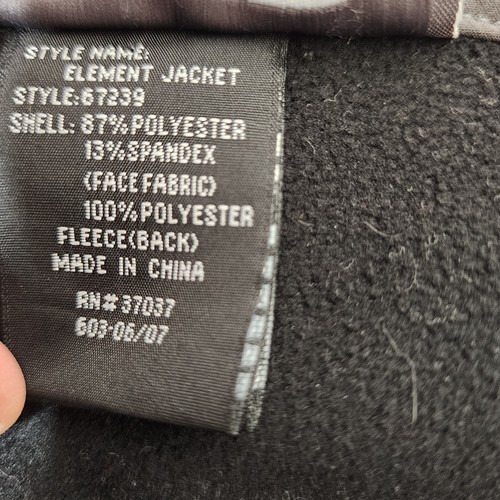 STYLE NAME:
ELEMENT JACKET
STYLE:67239
SHELL: 87%POLYESTER
13%SPANDEX
(FACE FABRIC)
100%POLYESTER
FLEECE(BACK)
MADE IN CHINA
RN#37037
603-06/07